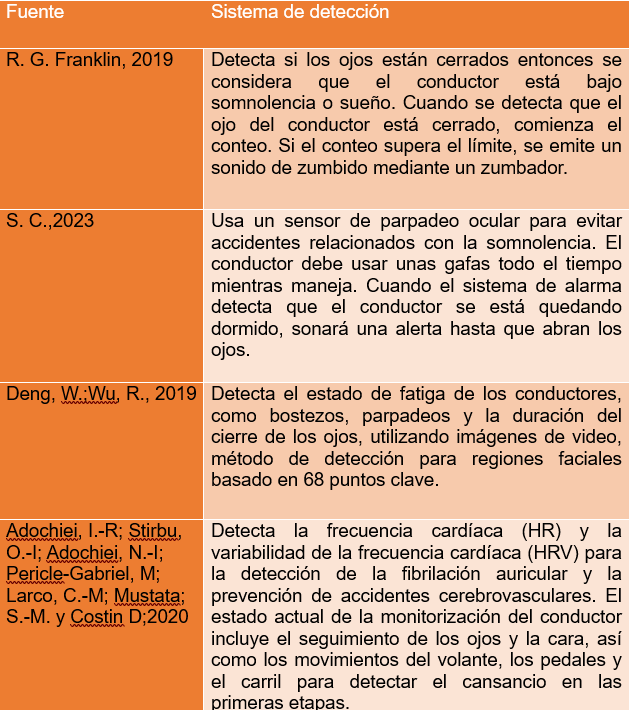 Fuente
Sistema de detección
R. G. Franklin, 2019
Detecta si los ojos están cerrados entonces se
considera que el conductor está bajo
somnolencia o sueño. Cuando se detecta que el
ojo del conductor está cerrado, comienza el
conteo. Si el conteo supera el límite, se emite un
sonido de zumbido mediante un zumbador.
S. C.,2023
Usa un sensor de parpadeo ocular para evitar
accidentes relacionados con la somnolencia. El
conductor debe usar unas gafas todo el tiempo
mientras maneja. Cuando el sistema de alarma
detecta que el conductor se está quedando
dormido, sonará una alerta hasta que abran los
ojos.
Deng, W.;Wu, R., 2019
Detecta el estado de fatiga de los conductores,
como bostezos, parpadeos y la duración del
cierre de los ojos, utilizando imágenes de video,
método de detección para regiones faciales
basado en 68 puntos clave.
Adochiei, I.-R; Stirbu,
O.-I; Adochiei, N.-I;
Pericle-Gabriel, M;
Larco, C.-M; Mustata;
S.-M. y Costin D;2020
Detecta la frecuencia cardíaca (HR) y la
variabilidad de la frecuencia cardíaca (HRV) para
la detección de la fibrilación auricular y la
prevención de accidentes cerebrovasculares. El
estado actual de la monitorización del conductor
incluye el seguimiento de los ojos y la cara, así
como los movimientos del volante, los pedales y
el carril para detectar el cansancio en las
primeras etapas.